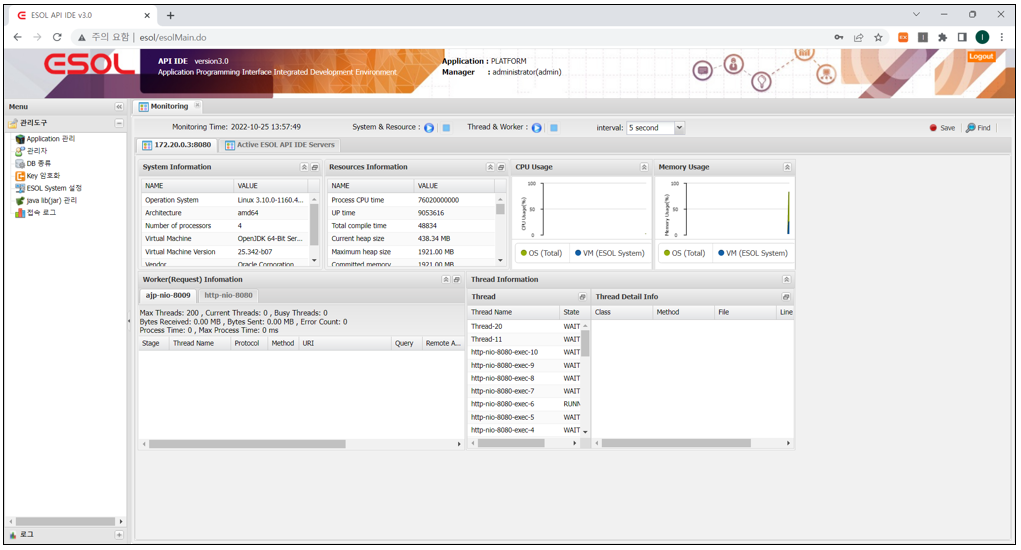 ESOL API IDE v3.0
주의 요함 | esol/esolMain.do
ESOL
API IDE version3.0
Application Programming Interface Integrated Development Environment
Application : PLATFORM
Manager : administrator(admin)
Logout
Menu
관리도구
Application 관리
관리자
DB 종류
Key 암호화
ESOL System 설정
java lib(jar) 관리
접속 로그
로그
Monitoring
Monitoring Time: 2022-10-25 13:57:49
System & Resource :
Thread & Worker :
interval: 5 second
Save
Find
172.20.0.3:8080
Active ESOL API IDE Servers
System Information
NAME VALUE
Operation System Linux 3.10.0-1160.4...
Architecture amd64
Number of processors 4
Virtual Machine OpenJDK 64-Bit Ser...
Virtual Machine Version 25.342-b07
Vendor Oracle Corporation
Resources Information
NAME VALUE
Process CPU time 76020000000
UP time 9053616
Total compile time 48834
Current heap size 438.34 MB
Maximum heap size 1921.00 MB
Committed memory 1921.00 MB
CPU Usage
100
50
0
CPU Usage(%)
OS (Total) VM (ESOL System)
Memory Usage
100
50
0
Memory Usage(%)
OS (Total) VM (ESOL System)
Worker(Request) Infomation
ajp-nio-8009 http-nio-8080
Max Threads: 200 , Current Threads: 0 , Busy Threads: 0
Bytes Received: 0.00 MB , Bytes Sent: 0.00 MB , Error Count: 0
Process Time: 0 , Max Process Time: 0 ms
Stage Thread Name Protocol Method URI Query Remote A...
Thread Information
Thread
Thread Name State
Thread-20 WAIT
Thread-11 WAIT
http-nio-8080-exec-10 WAIT
http-nio-8080-exec-9 WAIT
http-nio-8080-exec-8 WAIT
http-nio-8080-exec-7 WAIT
http-nio-8080-exec-6 RUNN
http-nio-8080-exec-5 WAIT
http-nio-8080-exec-4 WAIT
Thread Detail Info
Class Method File Line